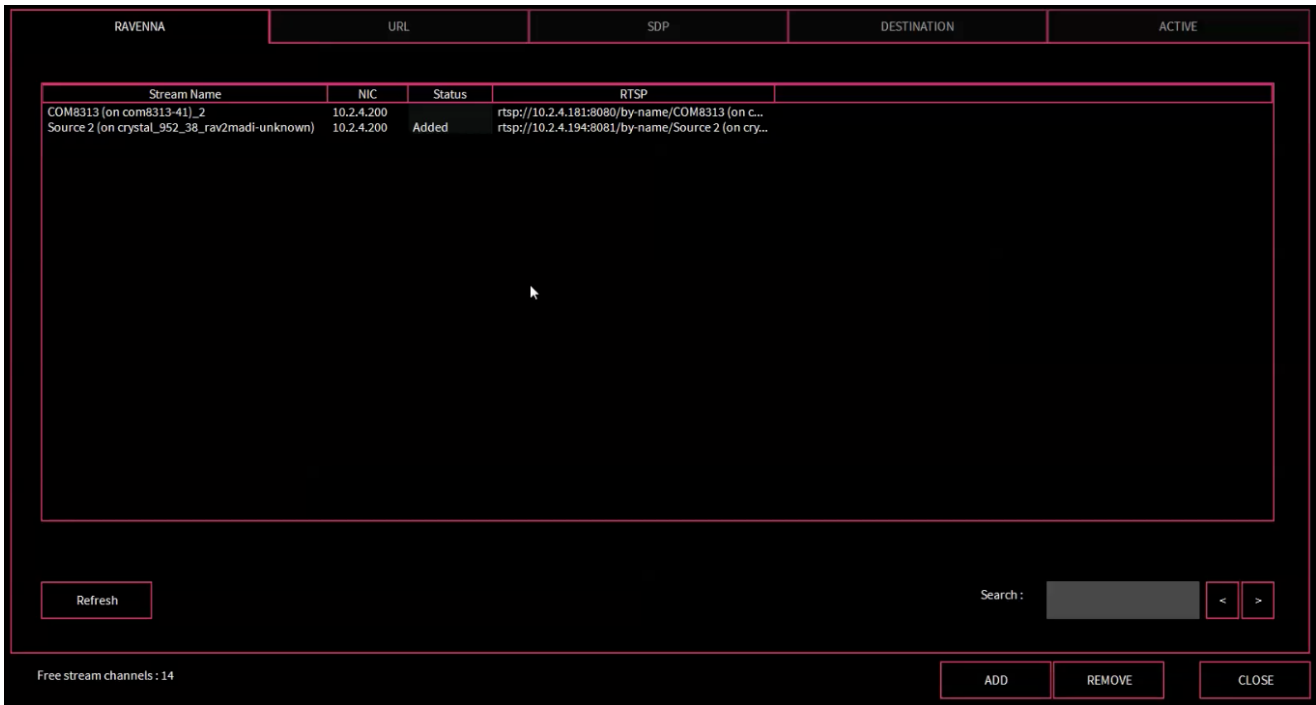 RAVENNA URL SDP DESTINATION ACTIVE
Stream Name NIC Status RTSP
COM8313 (on com8313-41)_2 10.2.4.200 rtsp://10.2.4.181:8080/by-name/COM8313 (on c...
Source 2 (on crystal_952_38_rav2madi-unknown) 10.2.4.200 Added rtsp://10.2.4.194:8081/by-name/Source 2 (on cry...
Refresh Search : < >
Free stream channels : 14 ADD REMOVE CLOSE